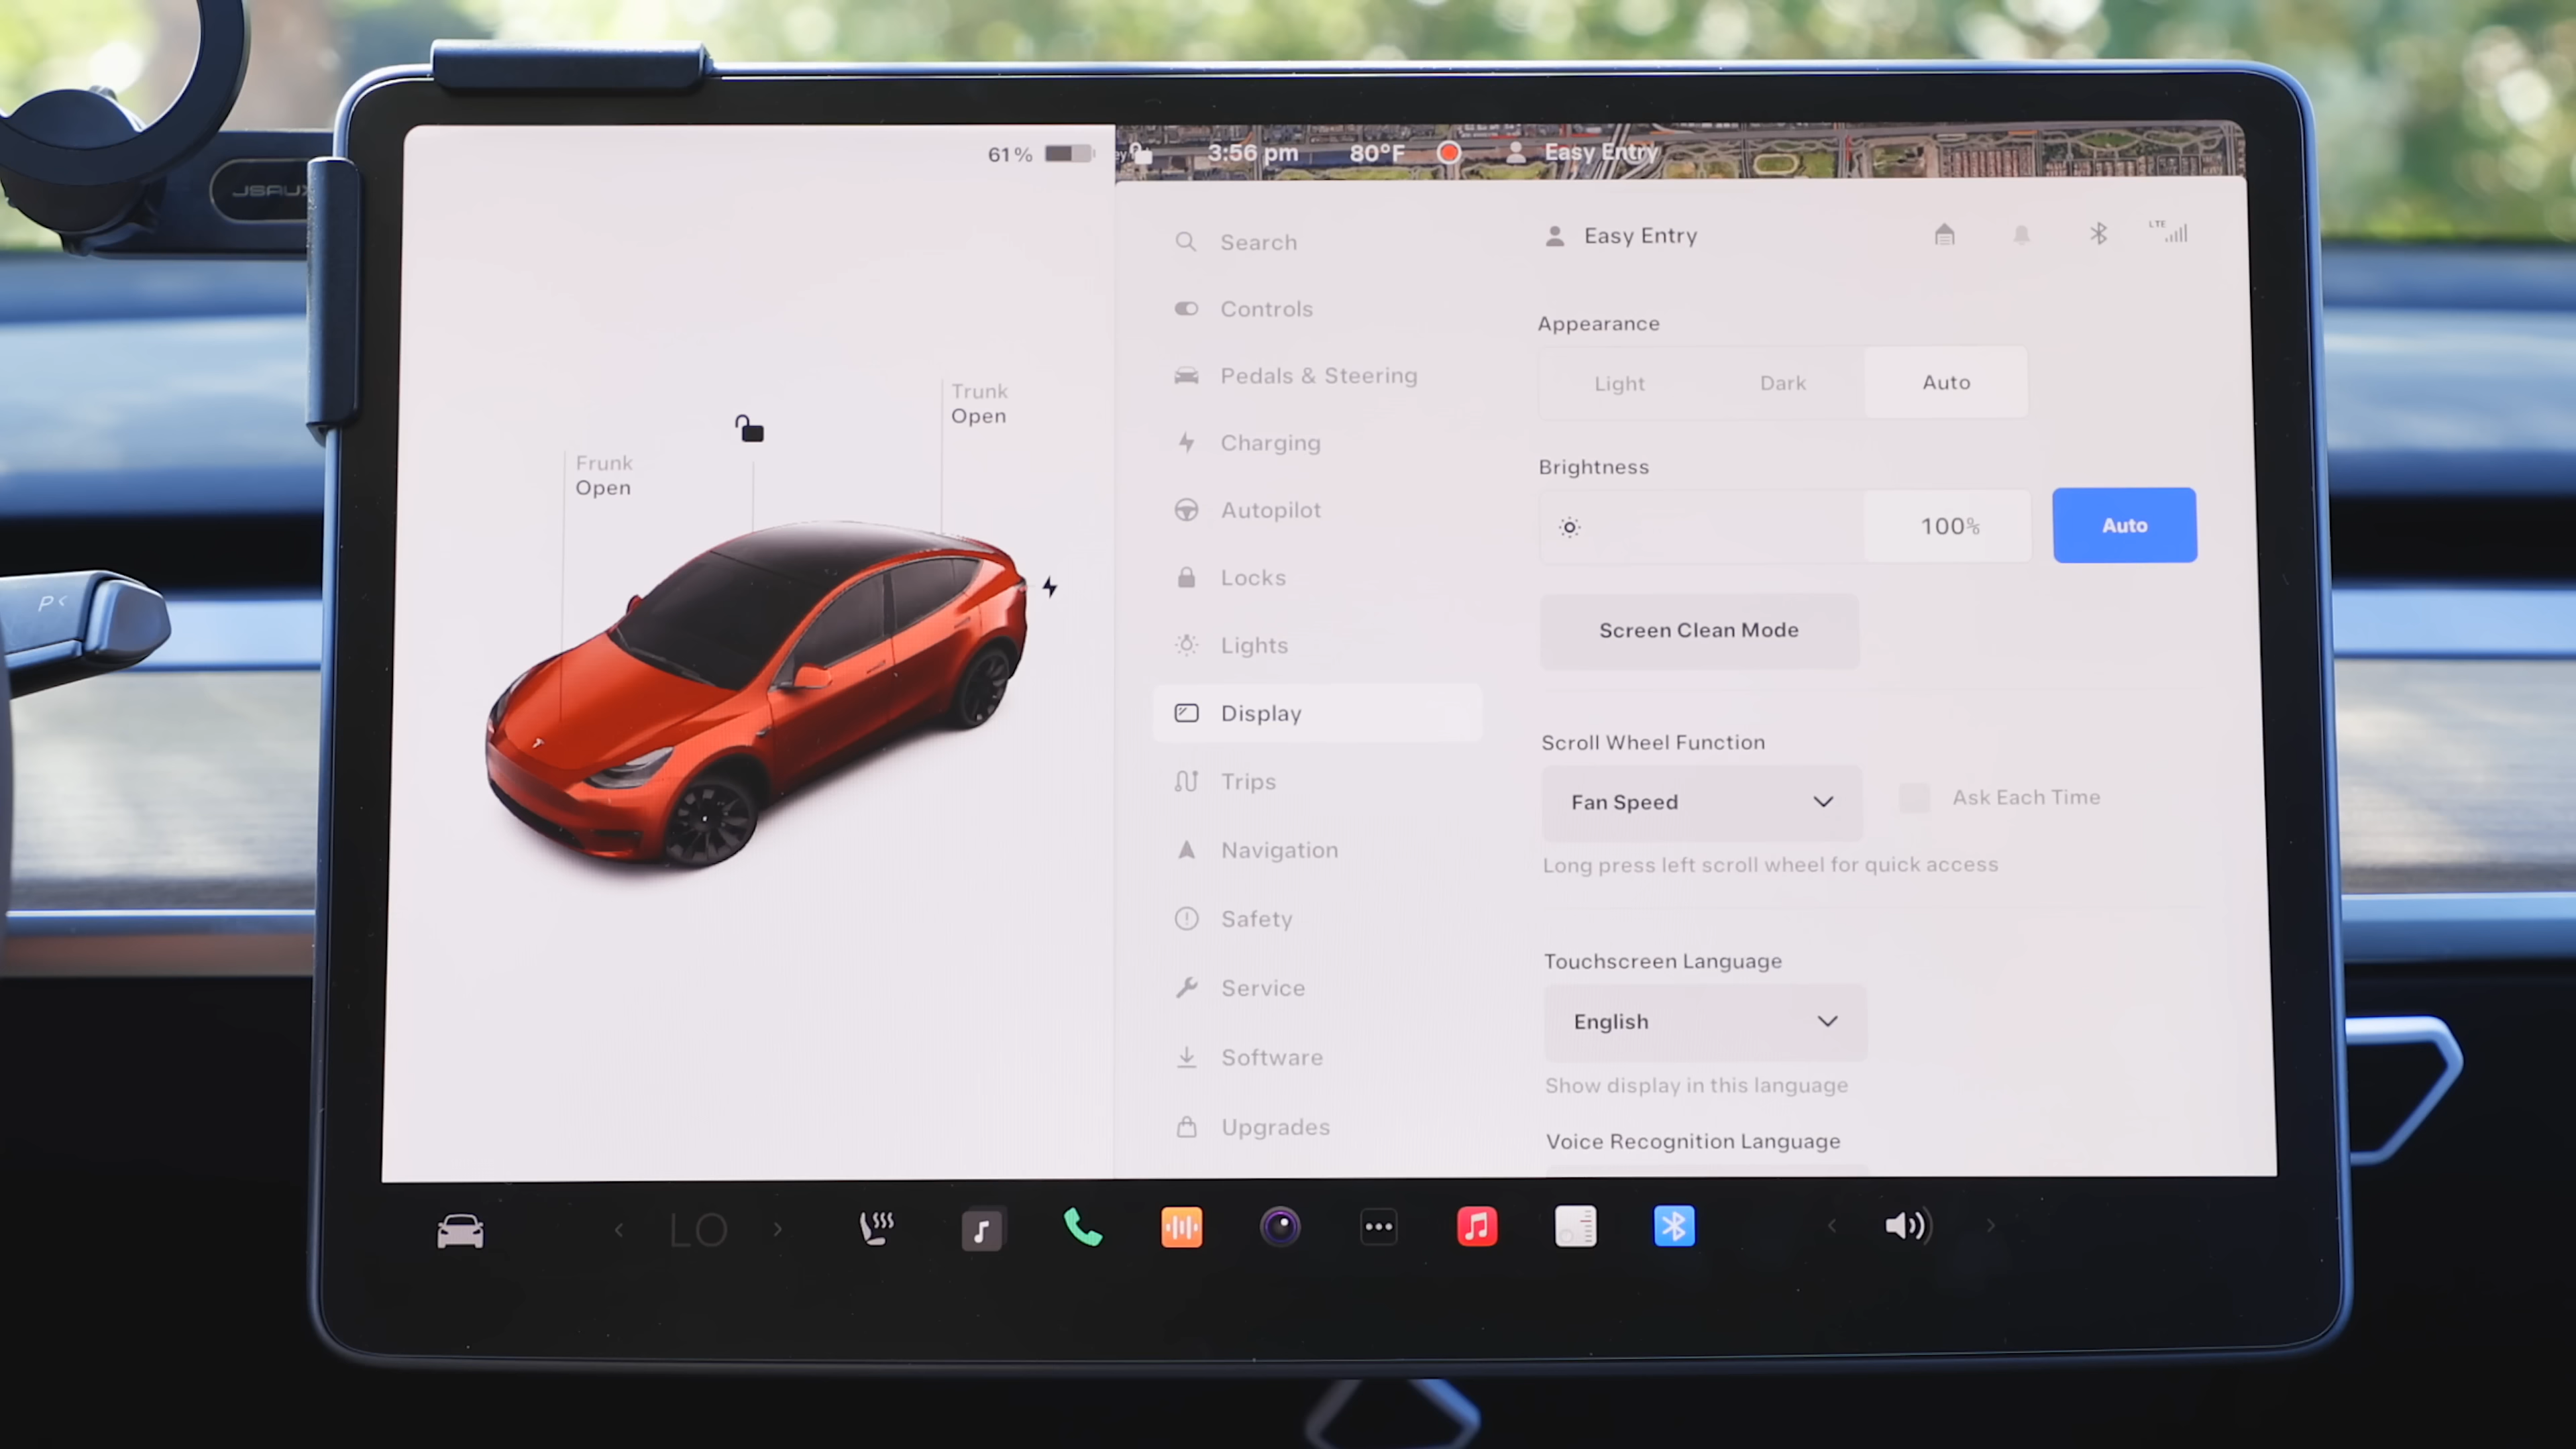 JSAUX
P
61%
3:56 pm
80°F
Easy Entry
Trunk
Open
Frunk
Open
Search
Controls
Pedals & Steering
Charging
Autopilot
Locks
Lights
Display
Trips
Navigation
Safety
Service
Software
Upgrades
Easy Entry
LTE
Appearance
Light
Dark
Auto
Brightness
100%
Auto
Screen Clean Mode
Scroll Wheel Function
Fan Speed
Ask Each Time
Long press left scroll wheel for quick access
Touchscreen Language
English
Show display in this language
Voice Recognition Language
LO